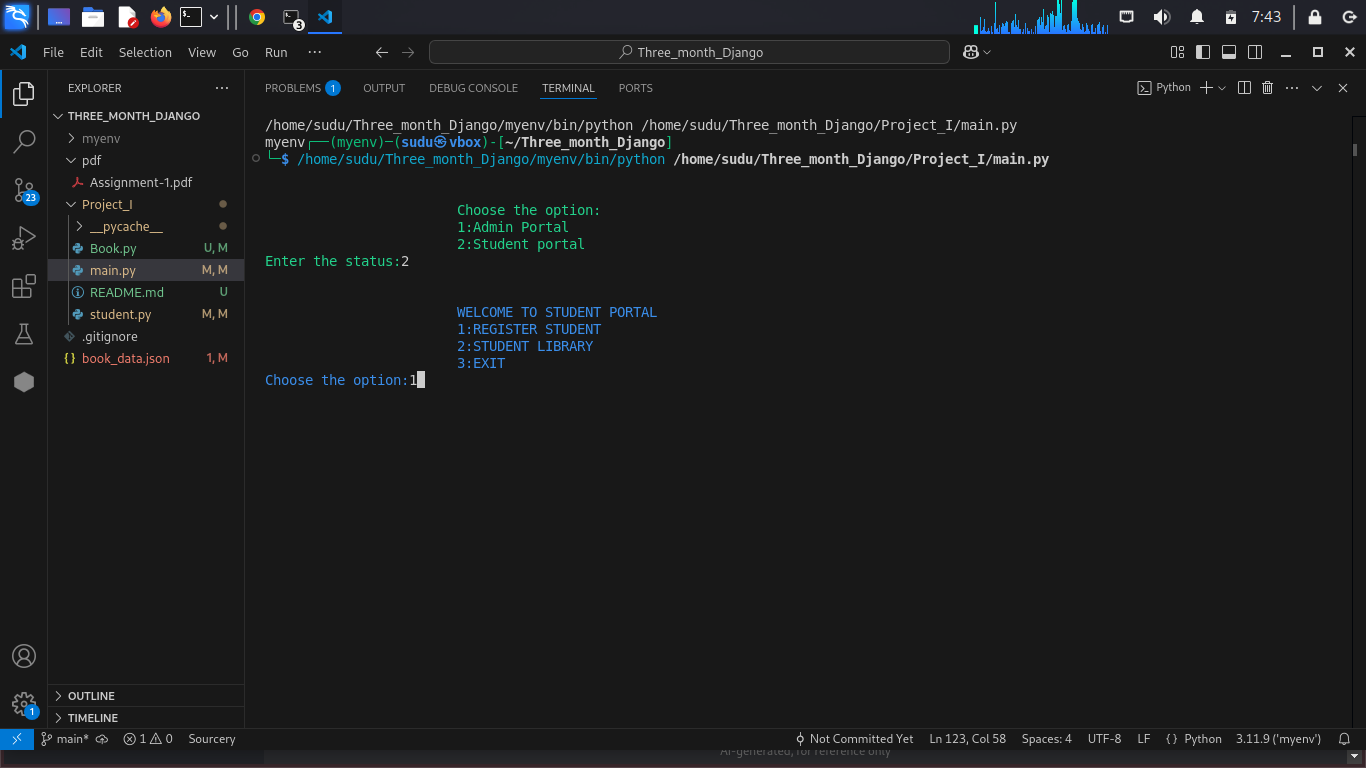 3
7:43
File Edit Selection View Go Run ···
Three_month_Django
EXPLORER
THREE_MONTH_DJANGO
myenv
pdf
Assignment-1.pdf
Project_I
__pycache__
Book.py U, M
main.py M, M
README.md U
student.py M, M
.gitignore
{} book_data.json 1, M
OUTLINE
TIMELINE
23
1
PROBLEMS 1 OUTPUT DEBUG CONSOLE TERMINAL PORTS
Python
/home/sudu/Three_month_Django/myenv/bin/python /home/sudu/Three_month_Django/Project_I/main.py
myenv┌──(myenv)─(sudu㉿vbox)-[~/Three_month_Django]
└─$ /home/sudu/Three_month_Django/myenv/bin/python /home/sudu/Three_month_Django/Project_I/main.py
Choose the option:
1:Admin Portal
2:Student portal
Enter the status:2
WELCOME TO STUDENT PORTAL
1:REGISTER STUDENT
2:STUDENT LIBRARY
3:EXIT
Choose the option:1
main* 1 0 Sourcery Not Committed Yet Ln 123, Col 58 Spaces: 4 UTF-8 LF {} Python 3.11.9 ('myenv')
AI-generated, for reference only